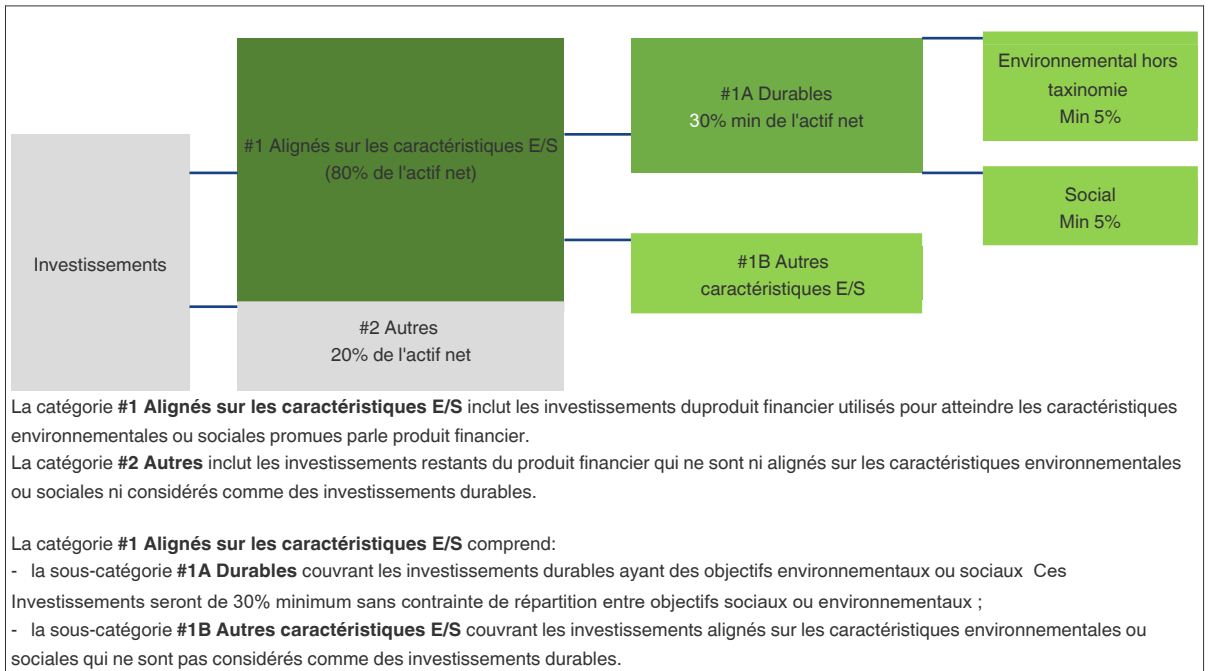 Investissements
#1 Alignés sur les caractéristiques E/S
(80% de l'actif net)
#2 Autres
20% de l'actif net
#1A Durables
30% min de l'actif net
#1B Autres
caractéristiques E/S
Environnemental hors
taxinomie
Min 5%
Social
Min 5%
La catégorie #1 Alignés sur les caractéristiques E/S inclut les investissements duproduit financier utilisés pour atteindre les caractéristiques
environnementales ou sociales promues parle produit financier.
La catégorie #2 Autres inclut les investissements restants du produit financier qui ne sont ni alignés sur les caractéristiques environnementales
ou sociales ni considérés comme des investissements durables.
La catégorie #1 Alignés sur les caractéristiques E/S comprend:
- la sous-catégorie #1A Durables couvrant les investissements durables ayant des objectifs environnementaux ou sociaux Ces
Investissements seront de 30% minimum sans contrainte de répartition entre objectifs sociaux ou environnementaux ;
- la sous-catégorie #1B Autres caractéristiques E/S couvrant les investissements alignés sur les caractéristiques environnementales ou
sociales qui ne sont pas considérés comme des investissements durables.